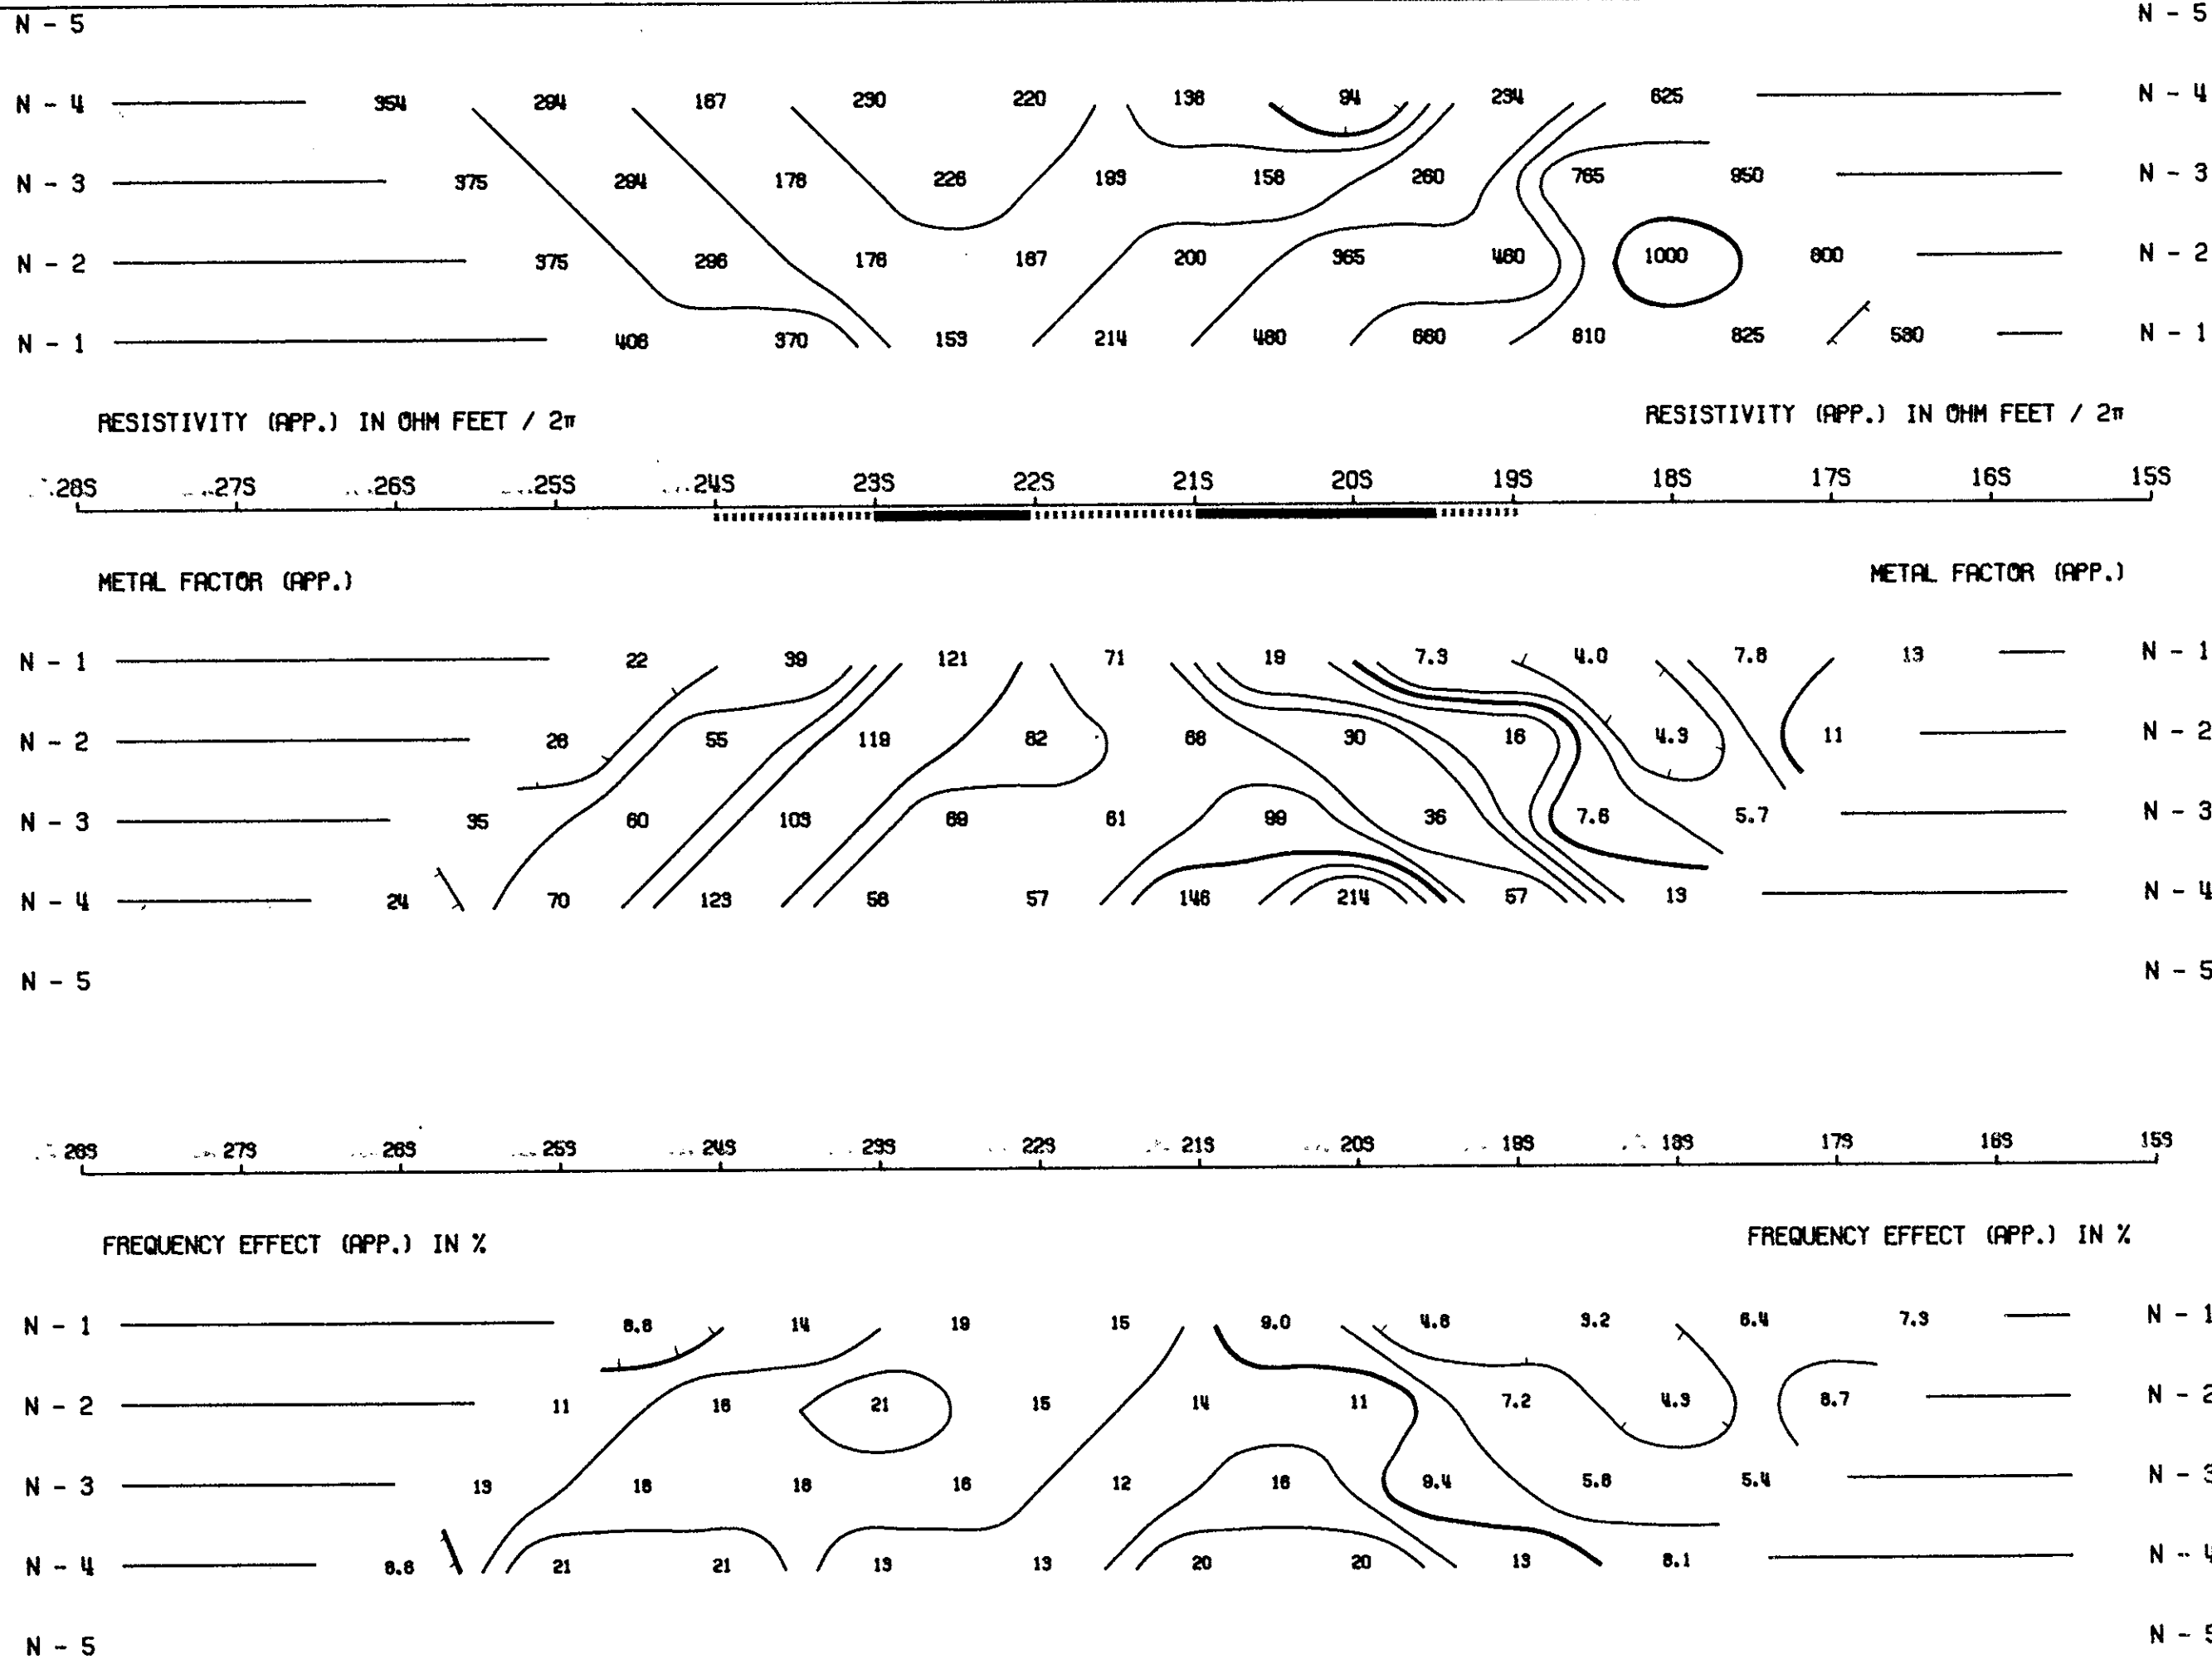 N - 5 N - 5
N - 4 354 294 167 230 220 138 94 234 625 N - 4
N - 3 375 294 178 226 193 158 260 765 950 N - 3
N - 2 375 296 176 187 200 365 460 1000 800 N - 2
N - 1 406 370 153 214 480 660 810 825 580 N - 1
RESISTIVITY (APP.) IN OHM FEET / 2π RESISTIVITY (APP.) IN OHM FEET / 2π
28S 27S 26S 25S 24S 23S 22S 21S 20S 19S 18S 17S 16S 15S
METAL FACTOR (APP.) METAL FACTOR (APP.)
N - 1 22 39 121 71 19 7.3 4.0 7.8 13 N - 1
N - 2 28 55 119 82 68 30 16 4.3 11 N - 2
N - 3 35 60 103 69 61 99 36 7.6 5.7 N - 3
N - 4 24 70 123 58 57 146 214 57 13 N - 4
N - 5 N - 5
28S 27S 26S 25S 24S 23S 22S 21S 20S 19S 18S 17S 16S 15S
FREQUENCY EFFECT (APP.) IN % FREQUENCY EFFECT (APP.) IN %
N - 1 8.8 14 19 15 9.0 4.8 3.2 6.4 7.3 N - 1
N - 2 11 16 21 15 14 11 7.2 4.3 8.7 N - 2
N - 3 13 18 18 16 12 16 9.4 5.8 5.4 N - 3
N - 4 8.6 21 21 13 13 20 20 13 8.1 N - 4
N - 5 N - 5